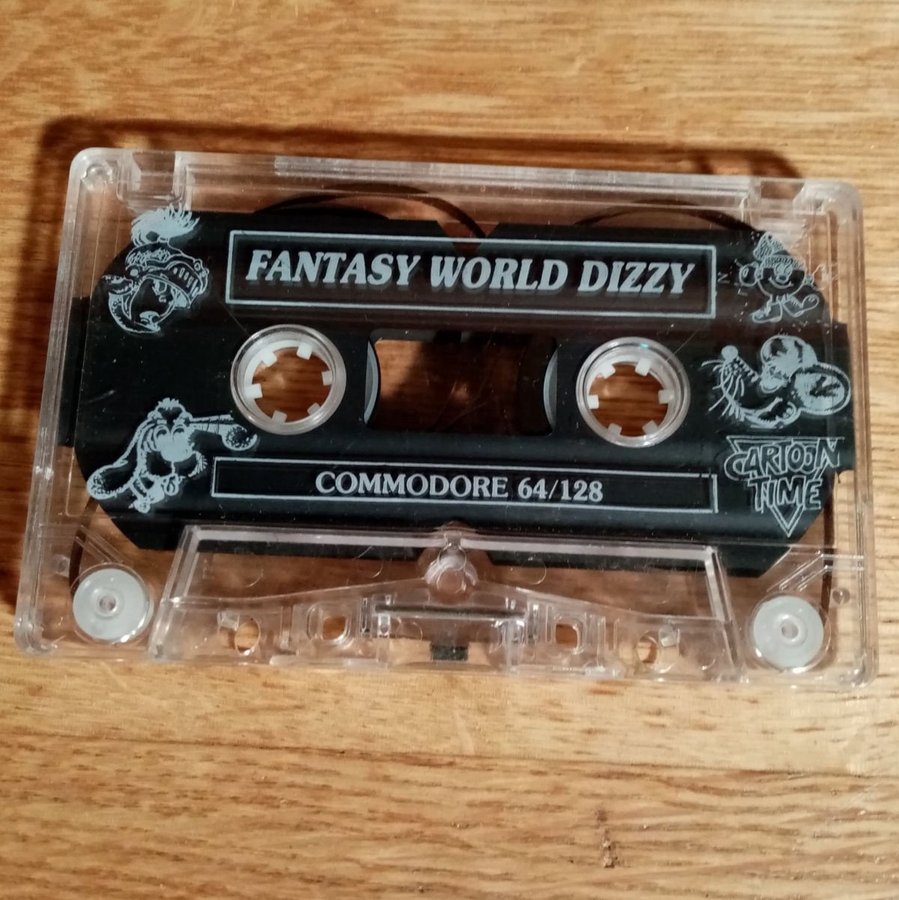 FANTASY WORLD DIZZY
COMMODORE 64/128
CARTOON
TIME